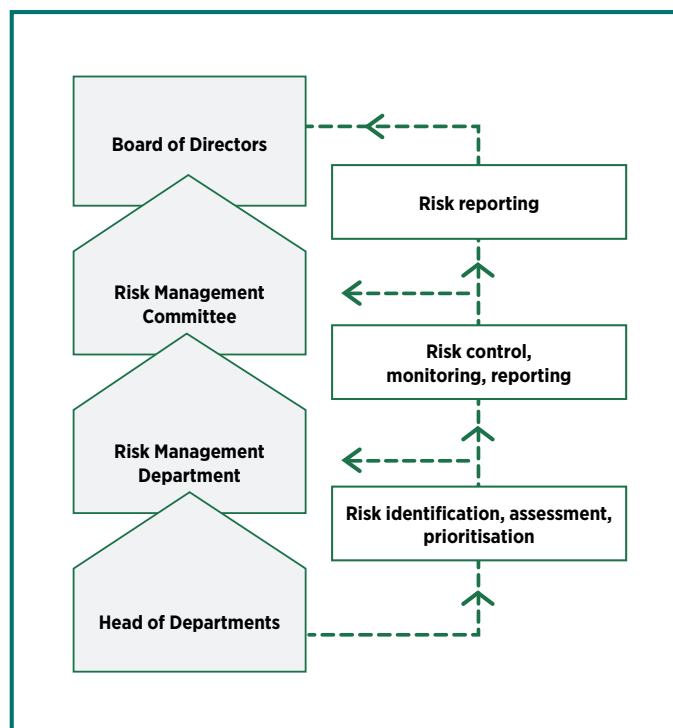 Board of Directors
Risk reporting
Risk Management
Committee
Risk control,
monitoring, reporting
Risk Management
Department
Risk identification, assessment,
prioritisation
Head of Departments